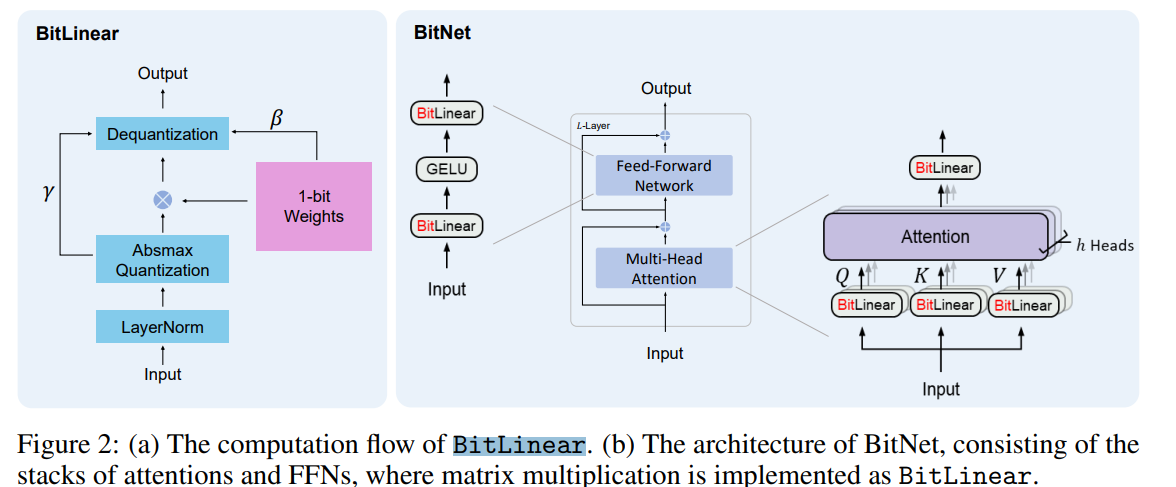 BitLinear
Output
Dequantization
β
γ
1-bit
Weights
Absmax
Quantization
LayerNorm
Input
BitNet
BitLinear
GELU
BitLinear
Input
Output
L-Layer
Feed-Forward
Network
Multi-Head
Attention
Input
BitLinear
Attention
h Heads
Q K V
BitLinear BitLinear BitLinear
Input
Figure 2: (a) The computation flow of BitLinear. (b) The architecture of BitNet, consisting of the
stacks of attentions and FFNs, where matrix multiplication is implemented as BitLinear.